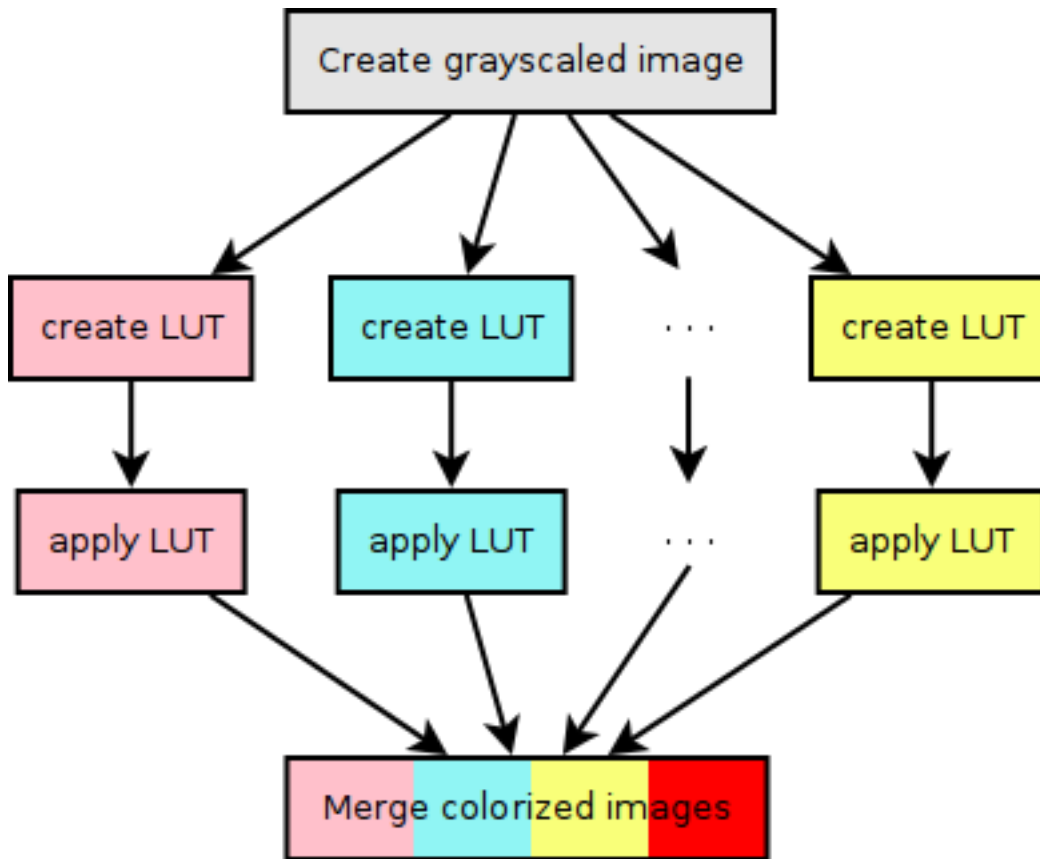 Create grayscaled image
create LUT
create LUT
. . .
create LUT
apply LUT
apply LUT
. . .
apply LUT
Merge colorized images